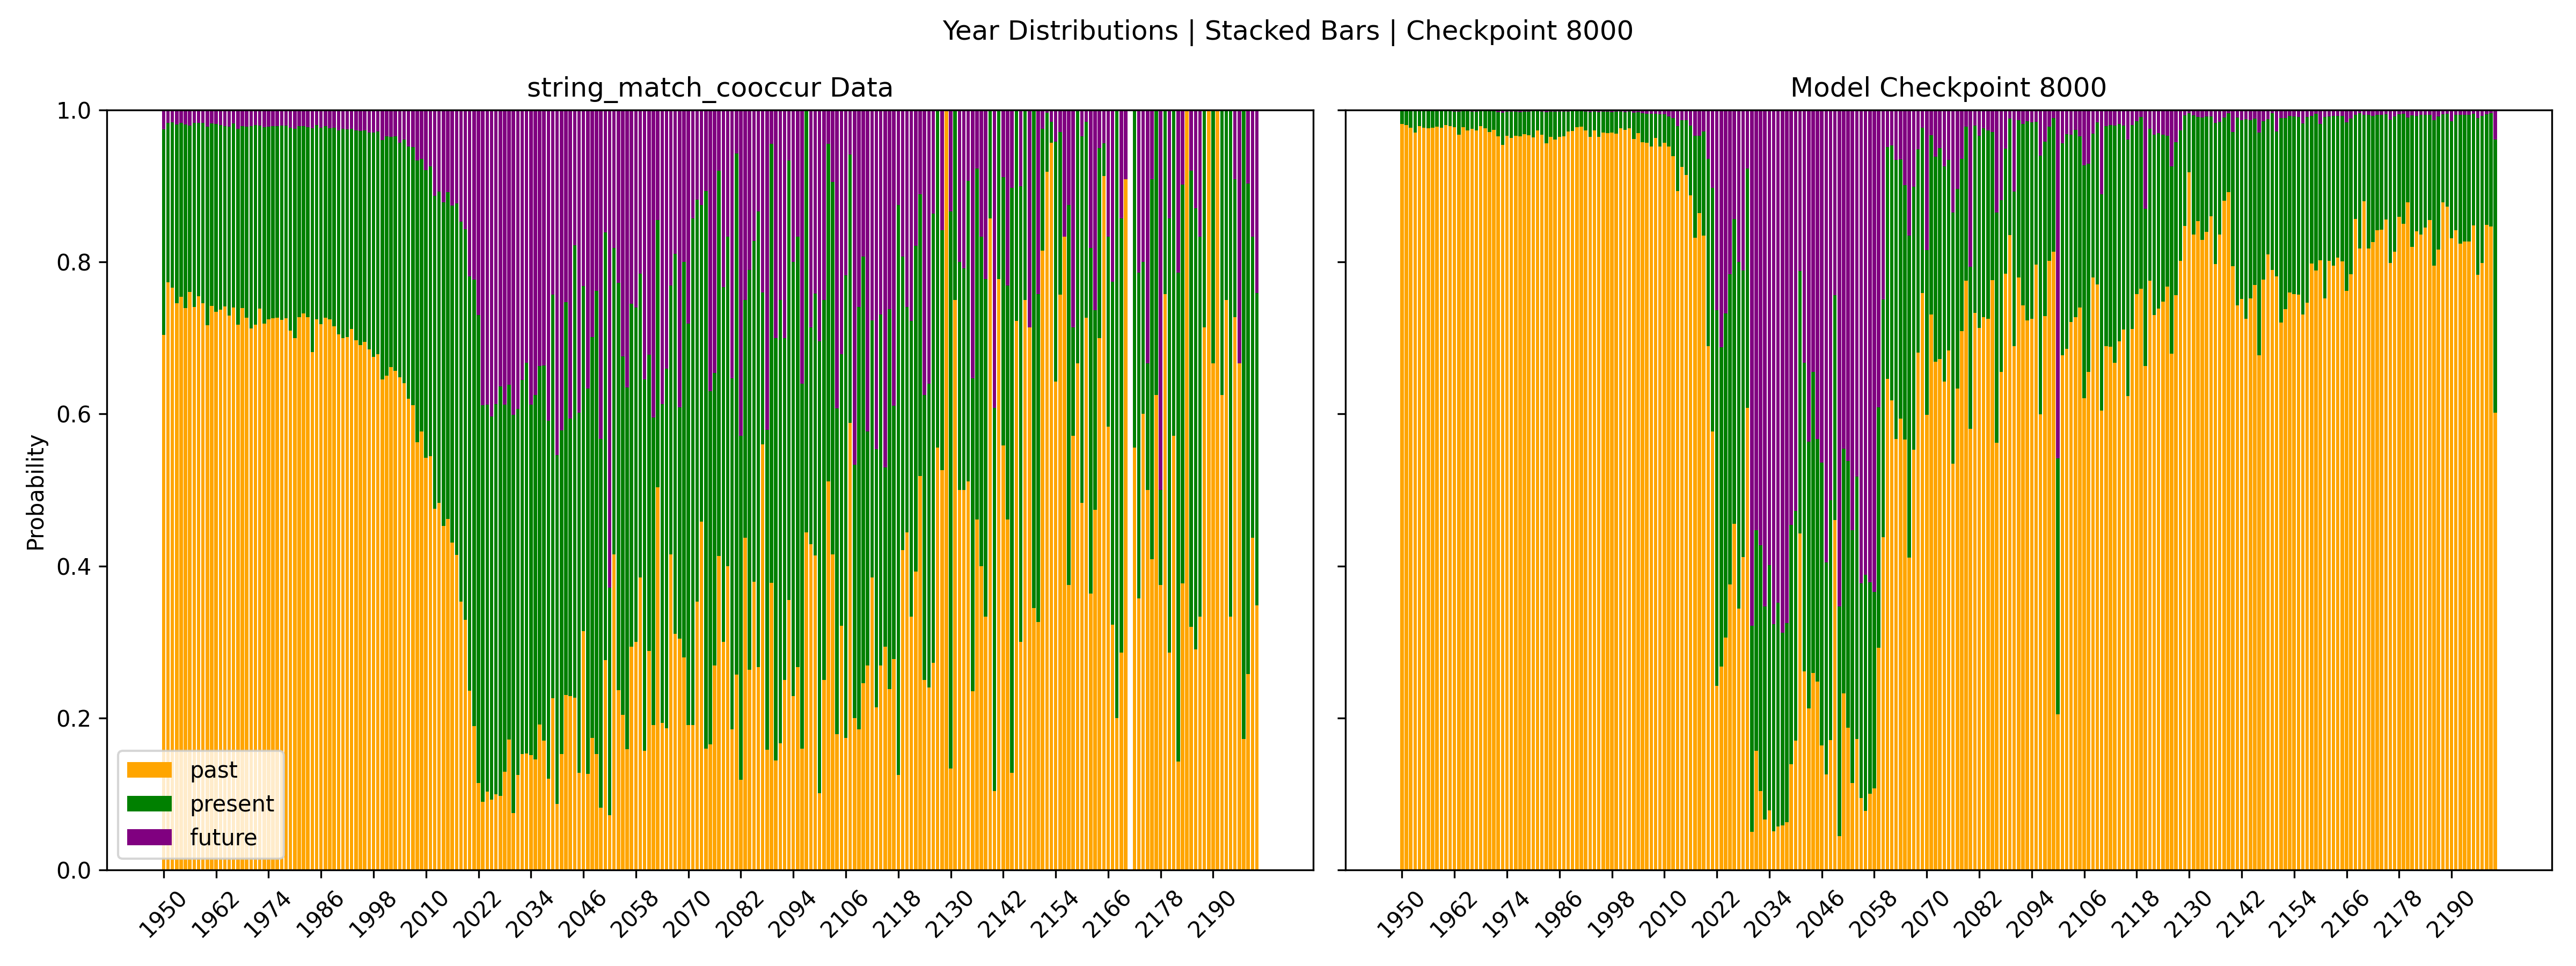 Year Distributions | Stacked Bars | Checkpoint 8000
string_match_cooccur Data
Model Checkpoint 8000
Probability
1.0
0.8
0.6
0.4
0.2
0.0
past
present
future
1950 1962 1974 1986 1998 2010 2022 2034 2046 2058 2070 2082 2094 2106 2118 2130 2142 2154 2166 2178 2190
1950 1962 1974 1986 1998 2010 2022 2034 2046 2058 2070 2082 2094 2106 2118 2130 2142 2154 2166 2178 2190